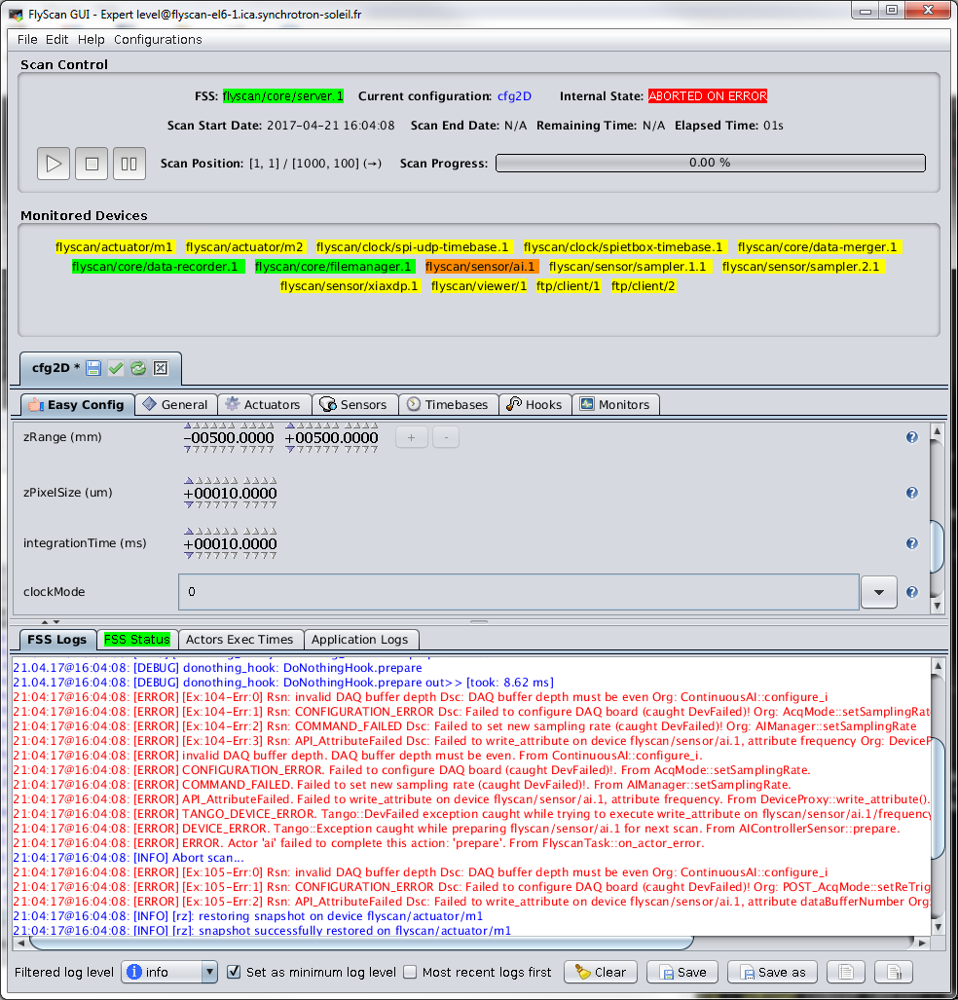 FlyScan GUI - Expert level@flyscan-el6-1.ica.synchrotron-soleil.fr
File Edit Help Configurations
Scan Control
FSS: flyscan/core/server.1 Current configuration: cfg2D Internal State: ABORTED ON ERROR
Scan Start Date: 2017-04-21 16:04:08 Scan End Date: N/A Remaining Time: N/A Elapsed Time: 01s
Scan Position: [1, 1] / [1000, 100] (→) Scan Progress: 0.00 %
Monitored Devices
flyscan/actuator/m1 flyscan/actuator/m2 flyscan/clock/spi-udp-timebase.1 flyscan/clock/spietbox-timebase.1 flyscan/core/data-merger.1
flyscan/core/data-recorder.1 flyscan/core/filemanager.1 flyscan/sensor/ai.1 flyscan/sensor/sampler.1.1 flyscan/sensor/sampler.2.1
flyscan/sensor/xiaxdp.1 flyscan/viewer/1 ftp/client/1 ftp/client/2
cfg2D *
Easy Config General Actuators Sensors Timebases Hooks Monitors
zRange (mm) -00500.0000 +00500.0000 + -
zPixelSize (um) +00010.0000
integrationTime (ms) +00010.0000
clockMode 0
FSS Logs FSS Status Actors Exec Times Application Logs
21.04.17@16:04:08: [DEBUG] donothing_hook: DoNothingHook.prepare
21.04.17@16:04:08: [DEBUG] donothing_hook: DoNothingHook.prepare out>> [took: 8.62 ms]
21:04:17@16:04:08: [ERROR] [Ex:104-Err:0] Rsn: invalid DAQ buffer depth Dsc: DAQ buffer depth must be even Org: ContinuousAI::configure_i
21:04:17@16:04:08: [ERROR] [Ex:104-Err:1] Rsn: CONFIGURATION_ERROR Dsc: Failed to configure DAQ board (caught DevFailed)! Org: AcqMode::setSamplingRat
21:04:17@16:04:08: [ERROR] [Ex:104-Err:2] Rsn: COMMAND_FAILED Dsc: Failed to set new sampling rate (caught DevFailed)! Org: AIManager::setSamplingRate
21:04:17@16:04:08: [ERROR] [Ex:104-Err:3] Rsn: API_AttributeFailed Dsc: Failed to write_attribute on device flyscan/sensor/ai.1, attribute frequency Org: DeviceP
21:04:17@16:04:08: [ERROR] invalid DAQ buffer depth. DAQ buffer depth must be even. From ContinuousAI::configure_i.
21:04:17@16:04:08: [ERROR] CONFIGURATION_ERROR. Failed to configure DAQ board (caught DevFailed)!. From AcqMode::setSamplingRate.
21:04:17@16:04:08: [ERROR] COMMAND_FAILED. Failed to set new sampling rate (caught DevFailed)!. From AIManager::setSamplingRate.
21:04:17@16:04:08: [ERROR] API_AttributeFailed. Failed to write_attribute on device flyscan/sensor/ai.1, attribute frequency. From DeviceProxy::write_attribute().
21:04:17@16:04:08: [ERROR] TANGO_DEVICE_ERROR. Tango::DevFailed exception caught while trying to execute write_attribute on flyscan/sensor/ai.1/frequency
21:04:17@16:04:08: [ERROR] DEVICE_ERROR. Tango::Exception caught while preparing flyscan/sensor/ai.1 for next scan. From AIControllerSensor::prepare.
21:04:17@16:04:08: [ERROR] ERROR. Actor 'ai' failed to complete this action: 'prepare'. From FlyscanTask::on_actor_error.
21:04:17@16:04:08: [INFO] Abort scan...
21:04:17@16:04:08: [ERROR] [Ex:105-Err:0] Rsn: invalid DAQ buffer depth Dsc: DAQ buffer depth must be even Org: ContinuousAI::configure_i
21:04:17@16:04:08: [ERROR] [Ex:105-Err:1] Rsn: CONFIGURATION_ERROR Dsc: Failed to configure DAQ board (caught DevFailed)! Org: POST_AcqMode::setReTrig
21:04:17@16:04:08: [ERROR] [Ex:105-Err:2] Rsn: API_AttributeFailed Dsc: Failed to write_attribute on device flyscan/sensor/ai.1, attribute dataBufferNumber Org:
21:04:17@16:04:08: [INFO] [rz]: restoring snapshot on device flyscan/actuator/m1
21:04:17@16:04:08: [INFO] [rz]: snapshot successfully restored on flyscan/actuator/m1
Filtered log level info Set as minimum log level Most recent logs first Clear Save Save as